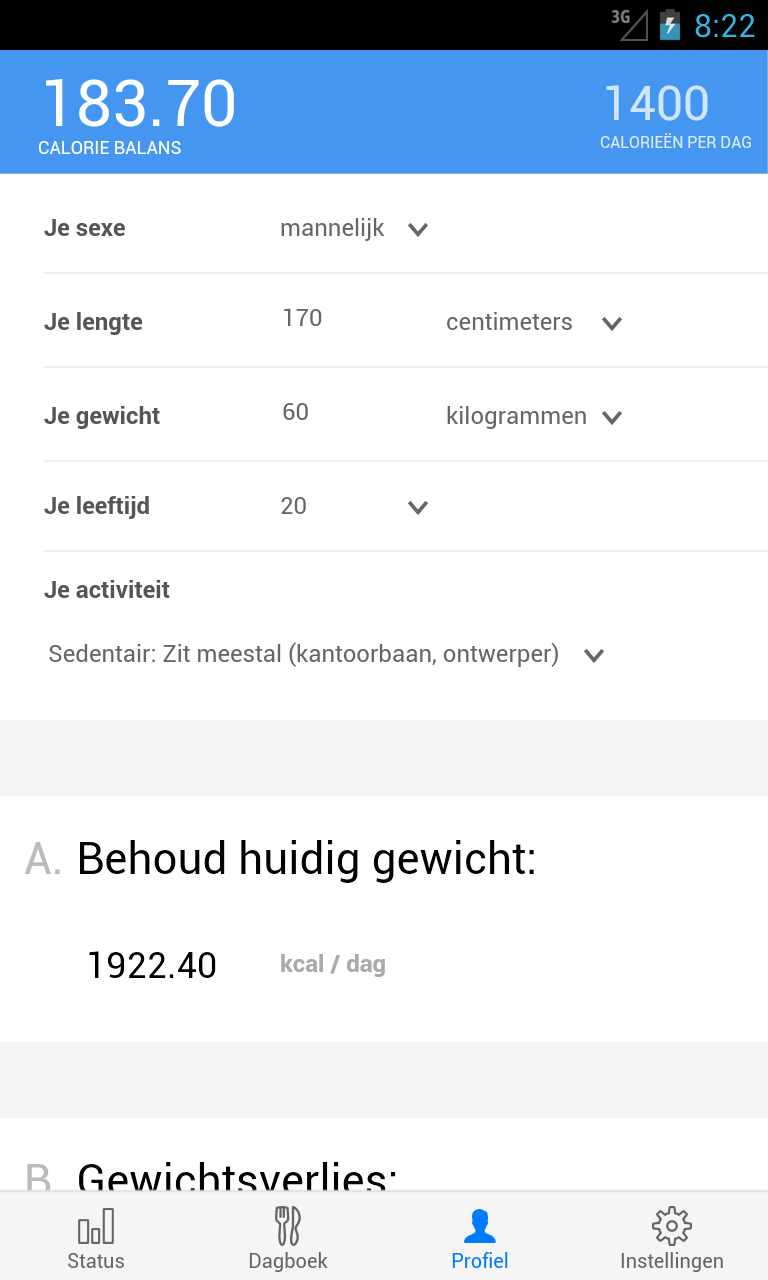 3G 8:22
183.70 1400
CALORIE BALANS CALORIEËN PER DAG
Je sexe mannelijk
Je lengte 170 centimeters
Je gewicht 60 kilogrammen
Je leeftijd 20
Je activiteit
Sedentair: Zit meestal (kantoorbaan, ontwerper)
A. Behoud huidig gewicht:
1922.40 kcal / dag
B. Gewichtsverlies:
Status Dagboek Profiel Instellingen